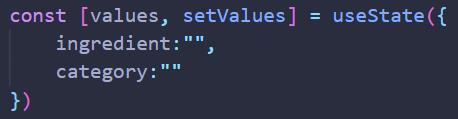 const [values, setValues] = useState({
    ingredient:"",
    category:""
})